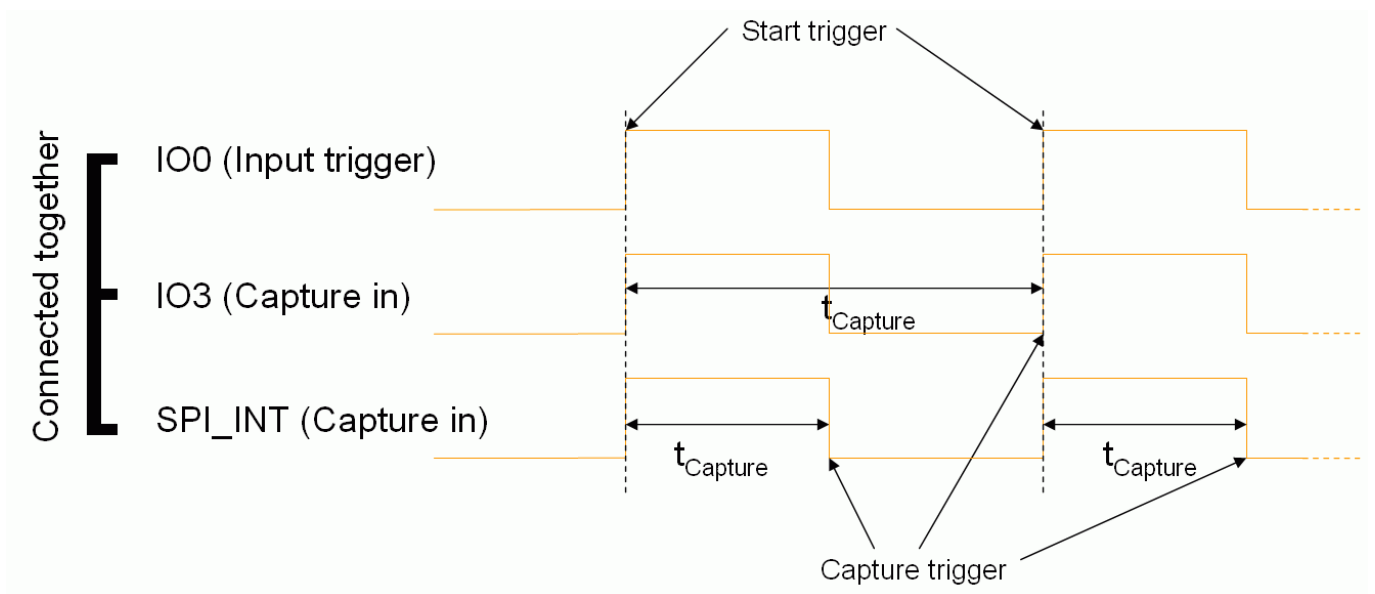 Start trigger
Connected together
IO0 (Input trigger)
IO3 (Capture in)
tCapture
SPI_INT (Capture in)
tCapture
tCapture
Capture trigger